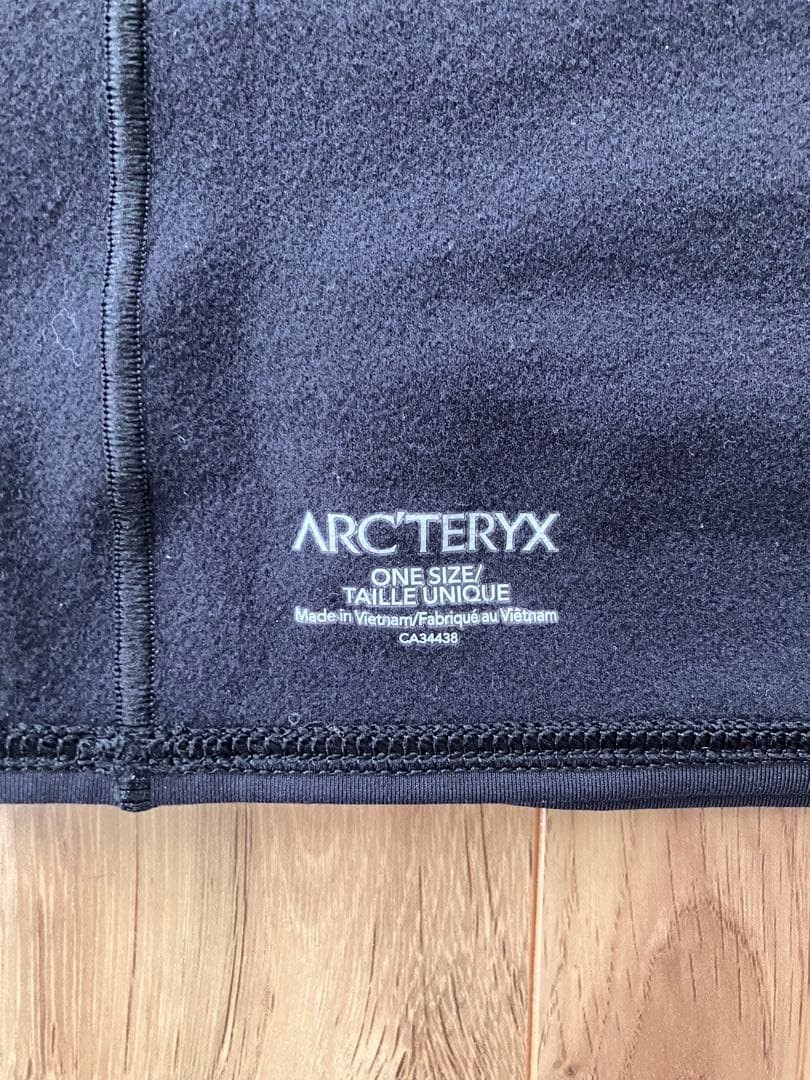 ARC'TERYX
ONE SIZE/
TAILLE UNIQUE
Made in Vietnam/Fabriqué au Viêtnam
CA34438